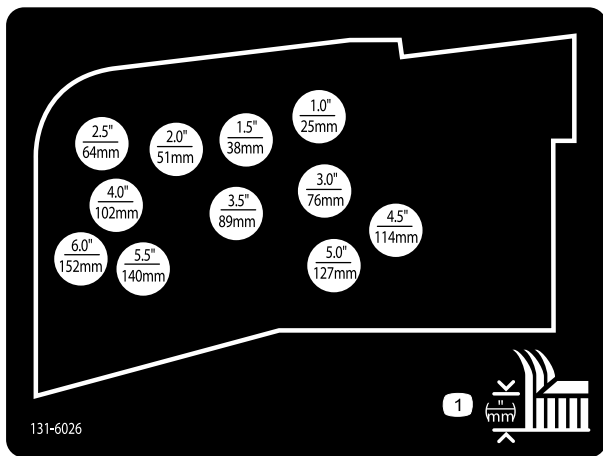 1.0"
25mm
1.5"
38mm
2.5"
64mm
2.0"
51mm
3.0"
76mm
4.0"
102mm
3.5"
89mm
4.5"
114mm
6.0"
152mm
5.5"
140mm
5.0"
127mm
1
(")
(mm)
131-6026